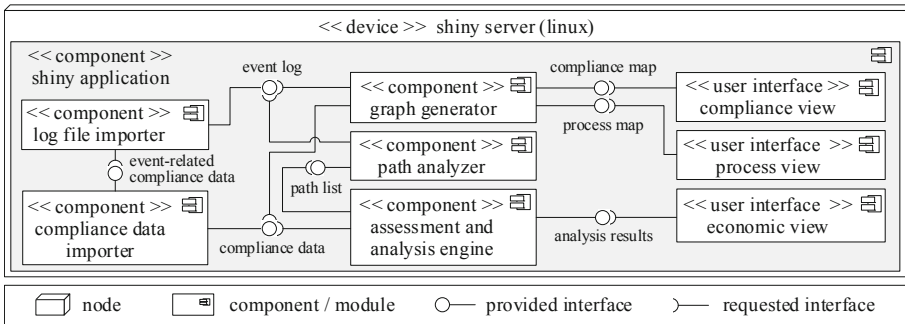 << device >> shiny server (linux)
<< component >>
shiny application
event log
compliance map
<< component >>
log file importer
<< component >>
graph generator
<< user interface >>
compliance view
process map
event-related
compliance data
<< component >>
path analyzer
<< user interface >>
process view
path list
<< component >>
compliance data
importer
<< component >>
assessment and
analysis engine
<< user interface >>
economic view
compliance data
analysis results
node
component / module
provided interface
requested interface